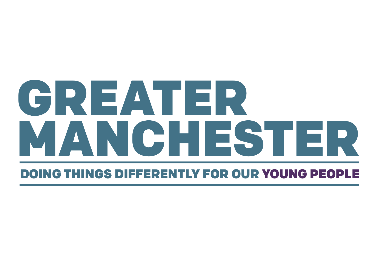 GREATER
MANCHESTER
DOING THINGS DIFFERENTLY FOR OUR YOUNG PEOPLE